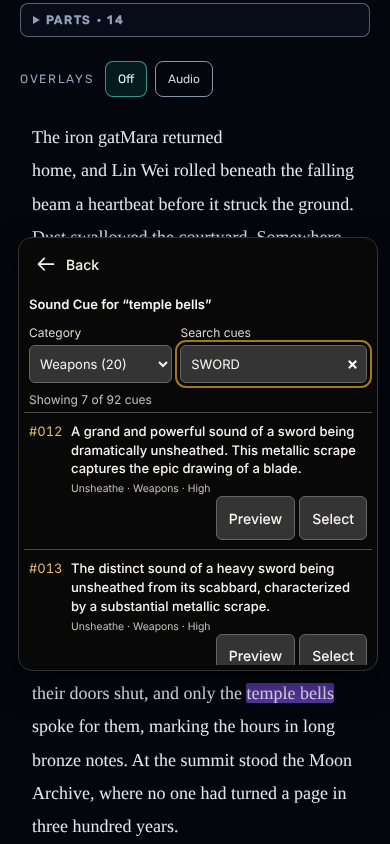 ▶ PARTS • 14
OVERLAYS Off Audio
The iron gatMara returned
home, and Lin Wei rolled beneath the falling
beam a heartbeat before it struck the ground.
Dust swallowed the courtyard. Somewhere
← Back
Sound Cue for “temple bells”
Category Search cues
Weapons (20) SWORD ×
Showing 7 of 92 cues
#012 A grand and powerful sound of a sword being
dramatically unsheathed. This metallic scrape
captures the epic drawing of a blade.
Unsheathe · Weapons · High
Preview Select
#013 The distinct sound of a heavy sword being
unsheathed from its scabbard, characterized
by a substantial metallic scrape.
Unsheathe · Weapons · High
Preview Select
their doors shut, and only the temple bells
spoke for them, marking the hours in long
bronze notes. At the summit stood the Moon
Archive, where no one had turned a page in
three hundred years.